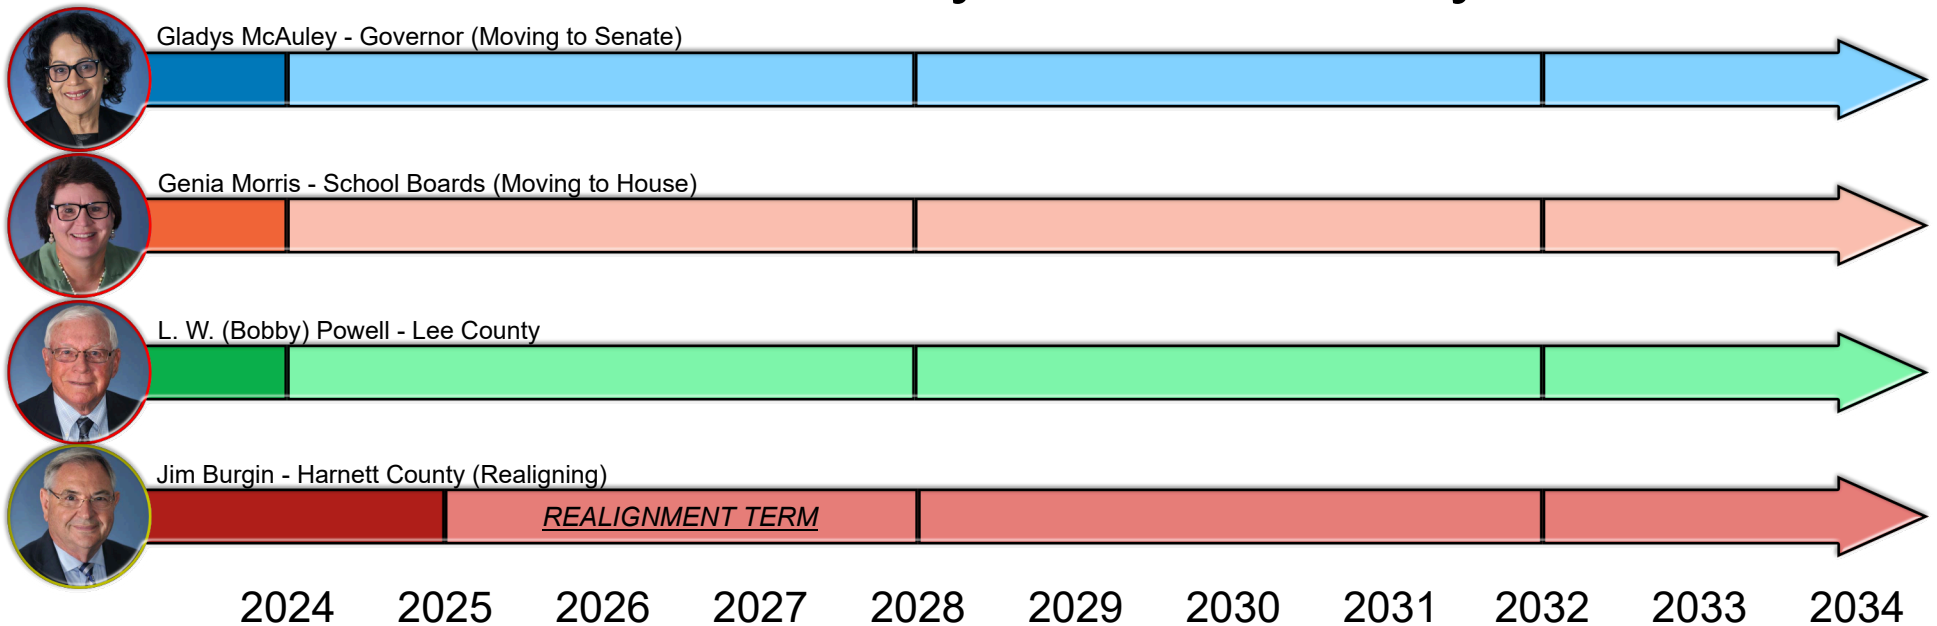 Gladys McAuley - Governor (Moving to Senate)
Genia Morris - School Boards (Moving to House)
L. W. (Bobby) Powell - Lee County
Jim Burgin - Harnett County (Realigning)
REALIGNMENT TERM
2024 2025 2026 2027 2028 2029 2030 2031 2032 2033 2034